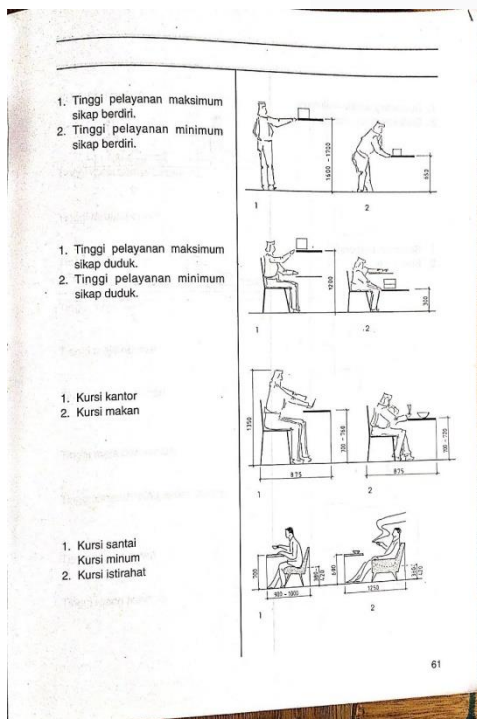 1. Tinggi pelayanan maksimum
sikap berdiri.
2. Tinggi pelayanan minimum
sikap berdiri.
1600 - 1700
650
1
2
1. Tinggi pelayanan maksimum
sikap duduk.
2. Tinggi pelayanan minimum
sikap duduk.
1200
300
1
2
1. Kursi kantor
2. Kursi makan
1350
700 - 760
700 - 720
875
875
1
2
1. Kursi santai
Kursi minum
2. Kursi istirahat
700
640
1250
1
2
61